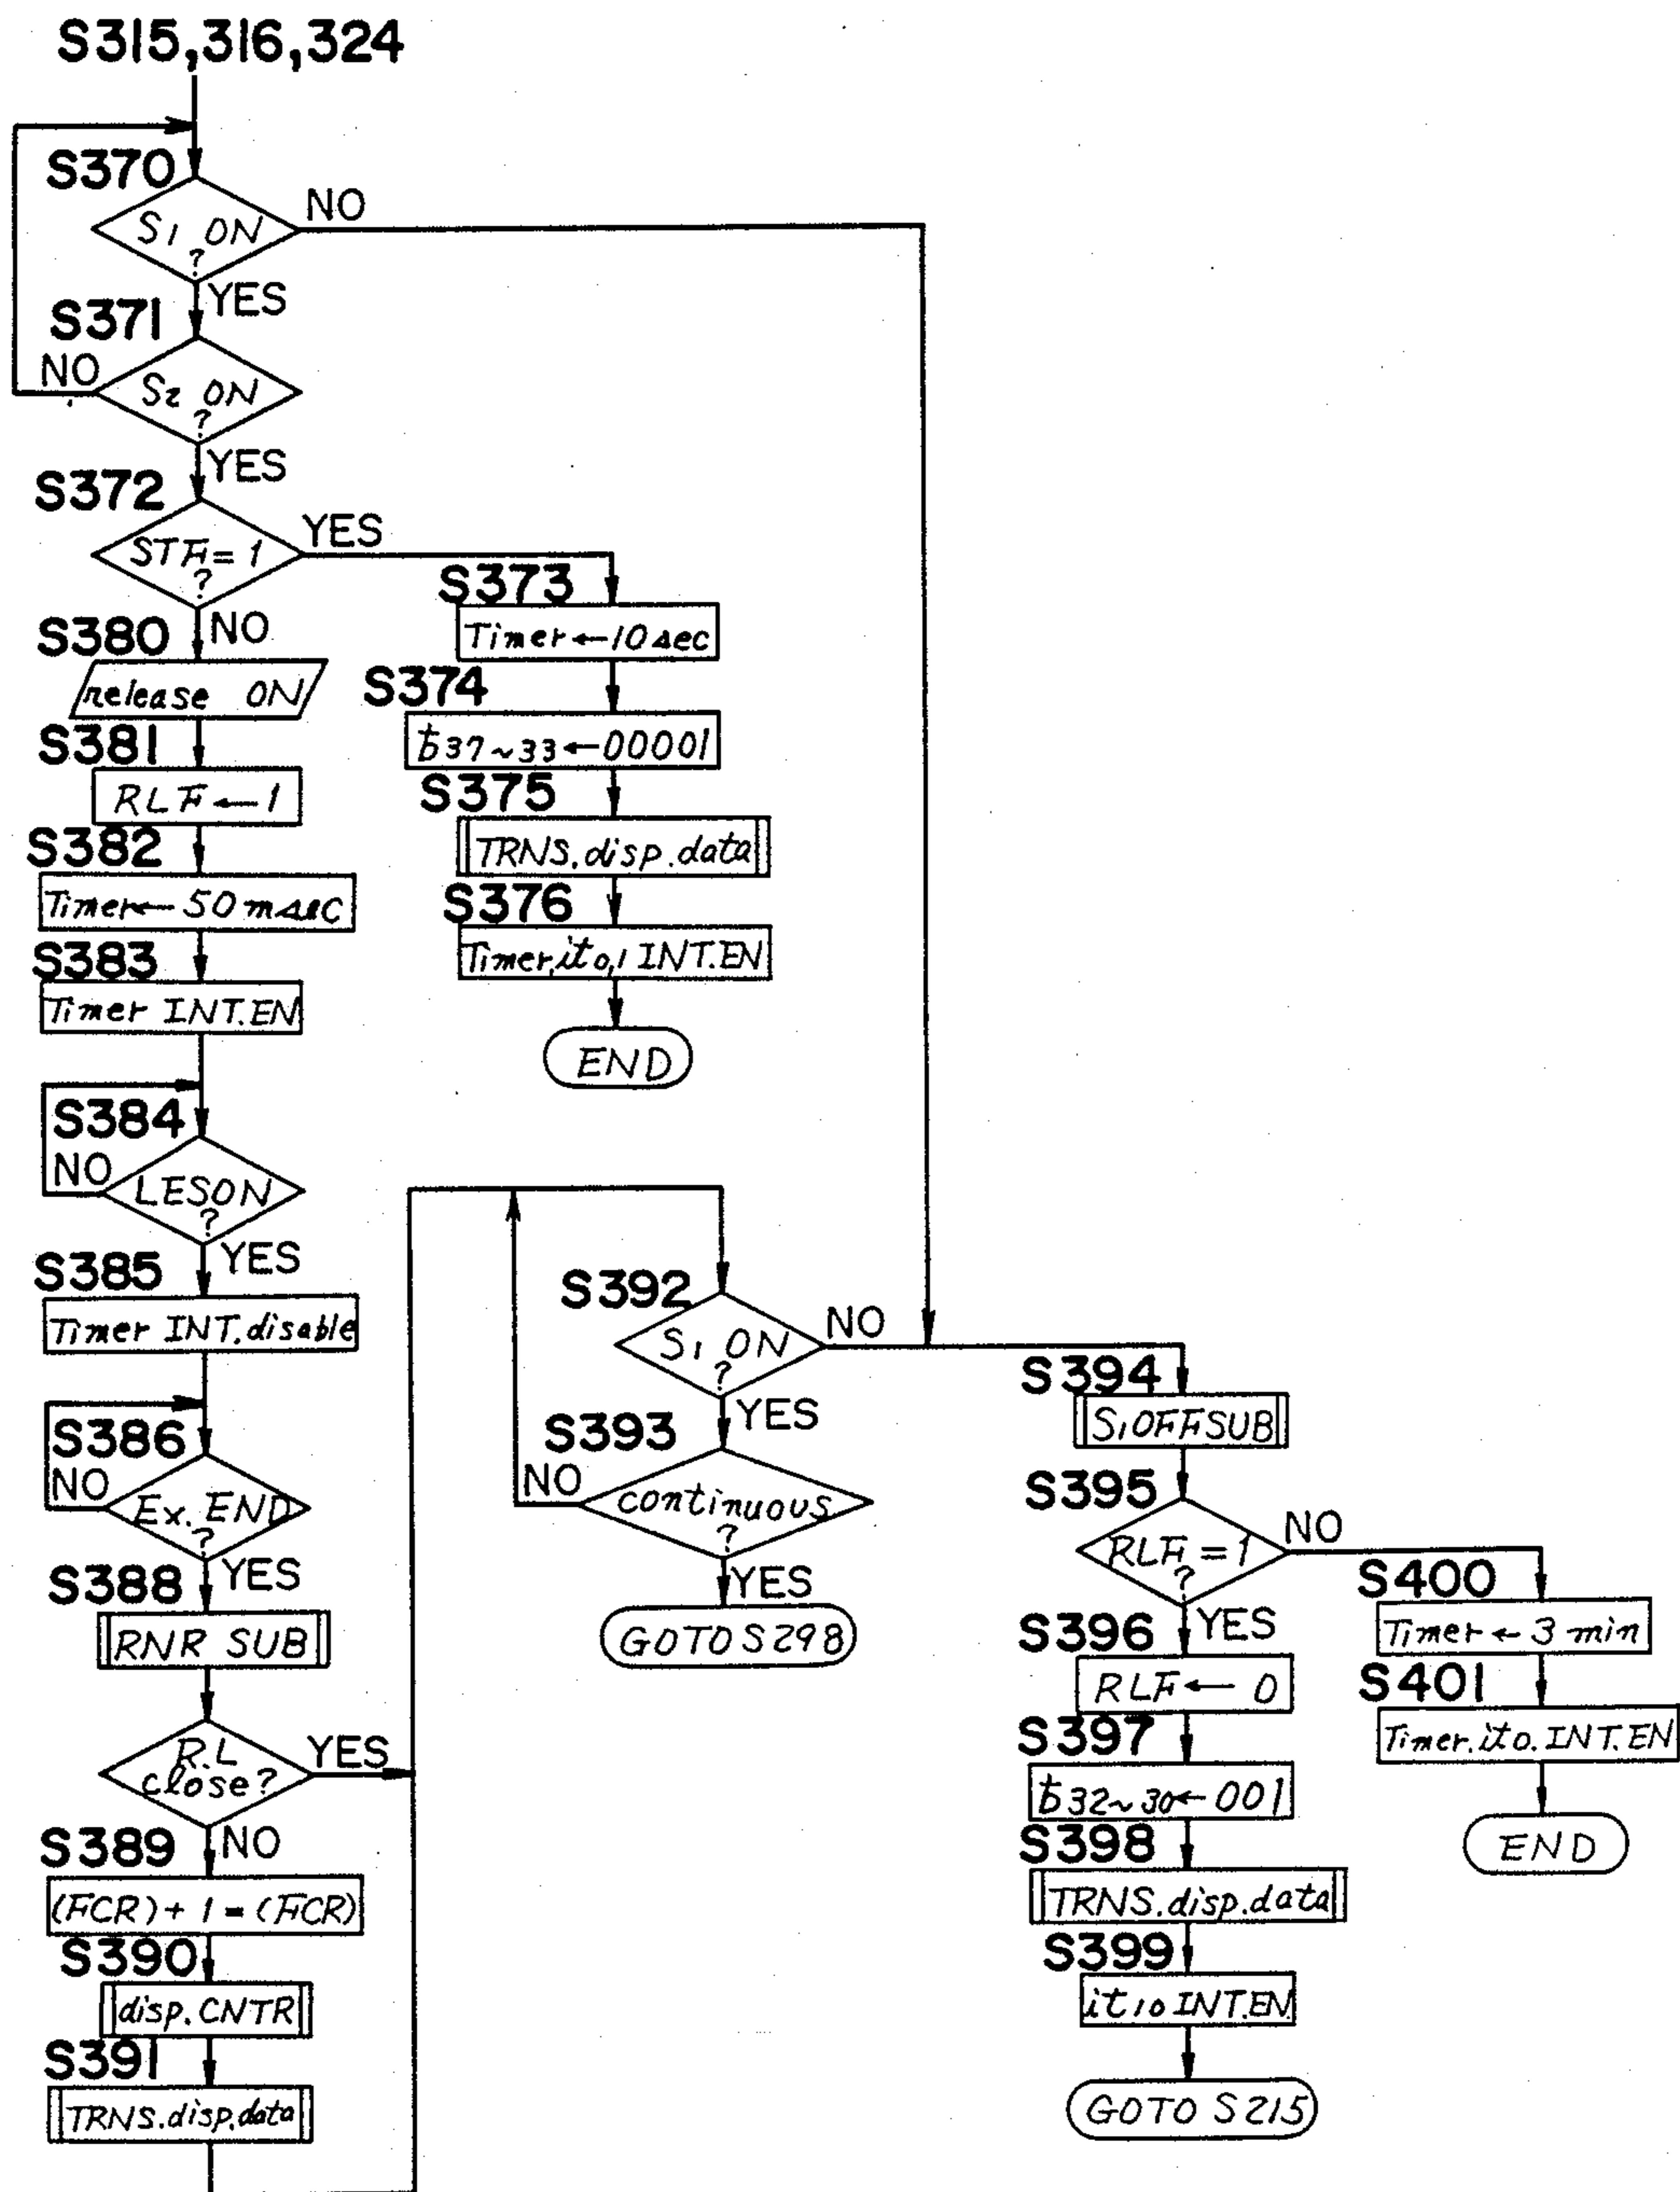 S315,316,324
S370
S1 ON
?
NO
YES
S371
NO
S2 ON
?
YES
S372
STF=1
?
YES
NO
S373
Timer←10sec
S374
b37~33←00001
S375
TRNS.disp.data
S376
Timer,it0,1 INT.EN
END
S380
release ON
S381
RLF←1
S382
Timer←50msec
S383
Timer INT.EN
S384
NO
LESON
?
YES
S385
Timer INT.disable
S386
NO
Ex.END
?
YES
S388
RNR SUB
R.L
close?
YES
NO
S389
(FCR)+1=(FCR)
S390
disp.CNTR
S391
TRNS.disp.data
S392
S1 ON
?
NO
YES
S393
NO
continuous
?
YES
GOTO S298
S394
S1OFFSUB
S395
RLF=1
?
NO
YES
S396
RLF←0
S397
b32~30←001
S398
TRNS.disp.data
S399
it10 INT.EN
GOTO S215
S400
Timer←3 min
S401
Timer.it0.INT.EN
END